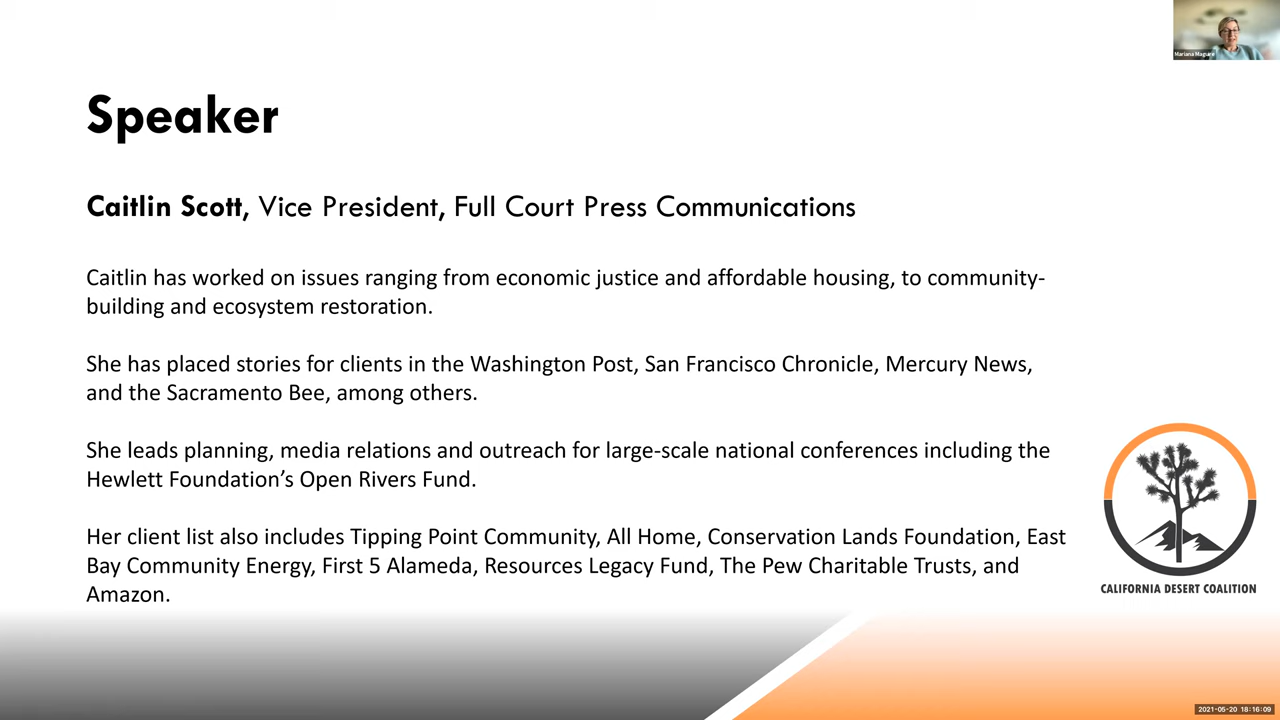 Mariana Maguire
Speaker
Caitlin Scott, Vice President, Full Court Press Communications
Caitlin has worked on issues ranging from economic justice and affordable housing, to community-
building and ecosystem restoration.
She has placed stories for clients in the Washington Post, San Francisco Chronicle, Mercury News,
and the Sacramento Bee, among others.
She leads planning, media relations and outreach for large-scale national conferences including the
Hewlett Foundation’s Open Rivers Fund.
Her client list also includes Tipping Point Community, All Home, Conservation Lands Foundation, East
Bay Community Energy, First 5 Alameda, Resources Legacy Fund, The Pew Charitable Trusts, and
Amazon.
CALIFORNIA DESERT COALITION
2021-05-20 18:16:09